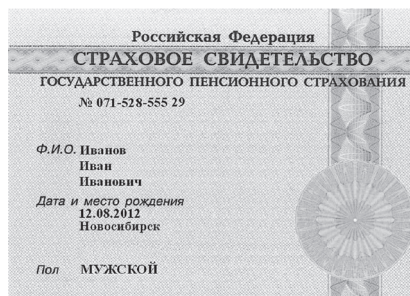 Российская Федерация
СТРАХОВОЕ СВИДЕТЕЛЬСТВО
ГОСУДАРСТВЕННОГО ПЕНСИОННОГО СТРАХОВАНИЯ
№ 071-528-555 29
Ф.И.О. Иванов
Иван
Иванович
Дата и место рождения
12.08.2012
Новосибирск
Пол МУЖСКОЙ